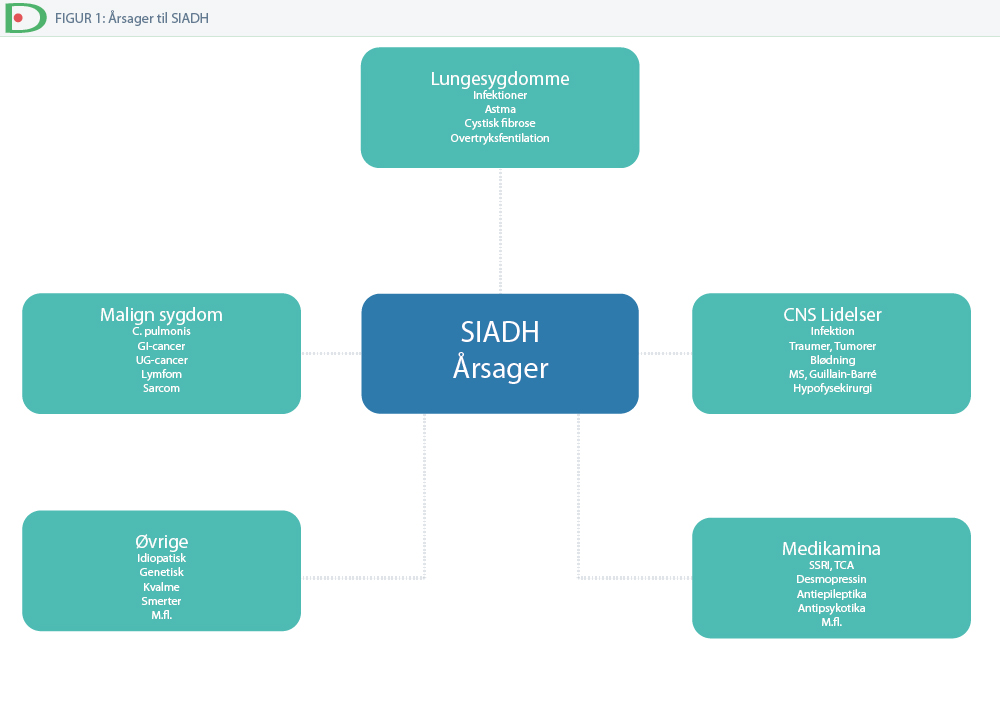 FIGUR 1: Årsager til SIADH
Lungesygdomme
Infektioner
Astma
Cystisk fibrose
Overtryksfentilation
Malign sygdom
C. pulmonis
GI-cancer
UG-cancer
Lymfom
Sarcom
SIADH
Årsager
CNS Lidelser
Infektion
Traumer, Tumorer
Blødning
MS, Guillain-Barré
Hypofysekirurgi
Øvrige
Idiopatisk
Genetisk
Kvalme
Smerter
M.fl.
Medikamina
SSRI, TCA
Desmopressin
Antiepileptika
Antipsykotika
M.fl.